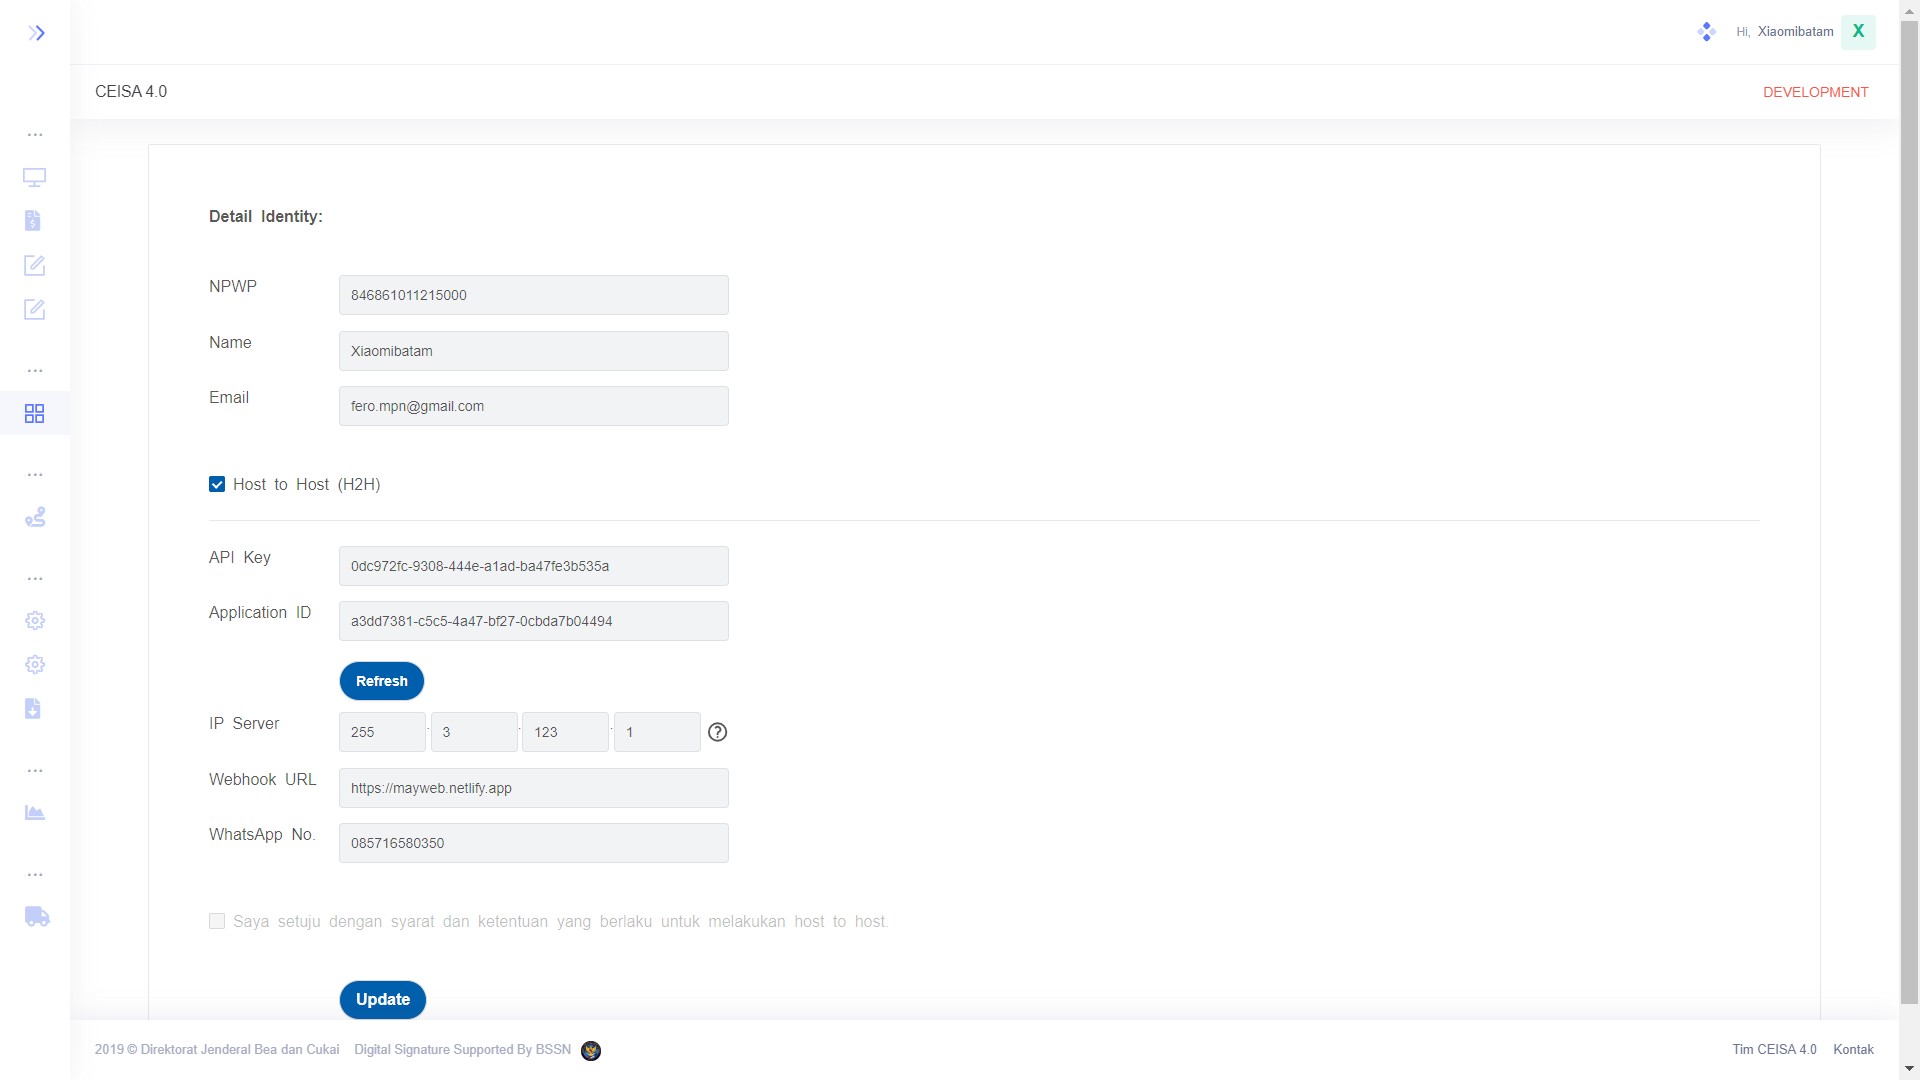 Hi, Xiaomibatam X
CEISA 4.0
DEVELOPMENT
Detail Identity:
NPWP
846861011215000
Name
Xiaomibatam
Email
fero.mpn@gmail.com
Host to Host (H2H)
API Key
0dc972fc-9308-444e-a1ad-ba47fe3b535a
Application ID
a3dd7381-c5c5-4a47-bf27-0cbda7b04494
Refresh
IP Server
255 . 3 . 123 . 1
Webhook URL
https://mayweb.netlify.app
WhatsApp No.
085716580350
Saya setuju dengan syarat dan ketentuan yang berlaku untuk melakukan host to host.
Update
2019 © Direktorat Jenderal Bea dan Cukai Digital Signature Supported By BSSN
Tim CEISA 4.0 Kontak